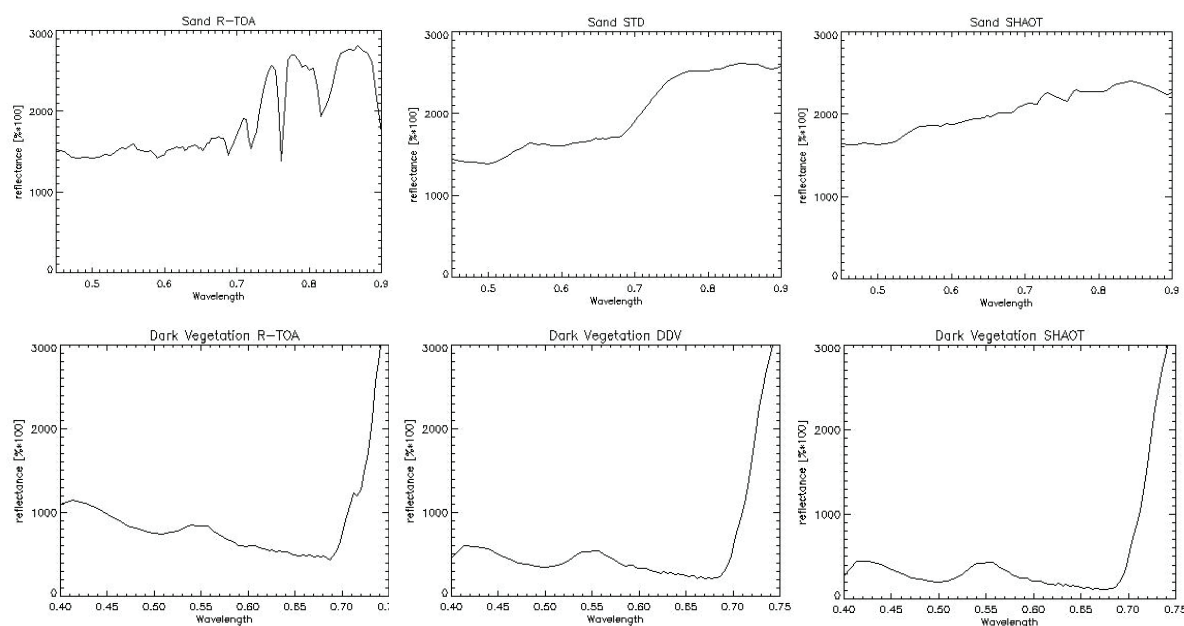 Sand R-TOA
3000
2000
1000
0
reflectance [%*100]
0.5 0.6 0.7 0.8 0.9
Wavelength
Sand STD
3000
2000
1000
0
reflectance [%*100]
0.5 0.6 0.7 0.8 0.9
Wavelength
Sand SHAOT
3000
2000
1000
0
reflectance [%*100]
0.5 0.6 0.7 0.8 0.9
Wavelength
Dark Vegetation R-TOA
3000
2000
1000
0
reflectance [%*100]
0.40 0.45 0.50 0.55 0.60 0.65 0.70
Wavelength
Dark Vegetation DDV
3000
2000
1000
0
reflectance [%*100]
0.40 0.45 0.50 0.55 0.60 0.65 0.70 0.75
Wavelength
Dark Vegetation SHAOT
3000
2000
1000
0
reflectance [%*100]
0.40 0.45 0.50 0.55 0.60 0.65 0.70 0.75
Wavelength